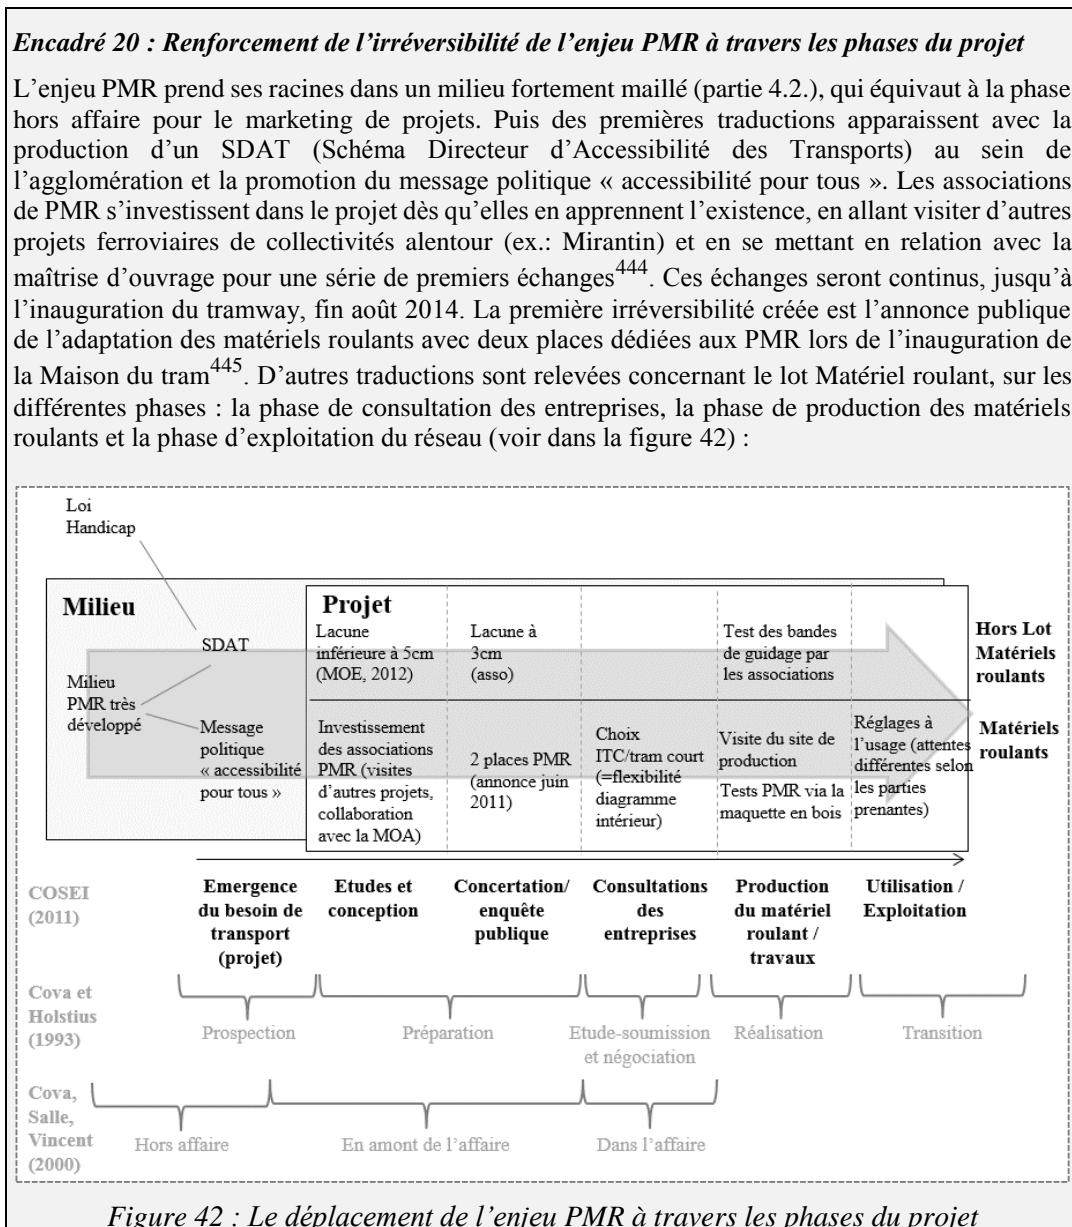 Encadré 20 : Renforcement de l’irréversibilité de l’enjeu PMR à travers les phases du projet
L’enjeu PMR prend ses racines dans un milieu fortement maillé (partie 4.2.), qui équivaut à la phase
hors affaire pour le marketing de projets. Puis des premières traductions apparaissent avec la
production d’un SDAT (Schéma Directeur d’Accessibilité des Transports) au sein de
l’agglomération et la promotion du message politique « accessibilité pour tous ». Les associations
de PMR s’investissent dans le projet dès qu’elles en apprennent l’existence, en allant visiter d’autres
projets ferroviaires de collectivités alentour (ex.: Mirantin) et en se mettant en relation avec la
maîtrise d’ouvrage pour une série de premiers échanges444. Ces échanges seront continus, jusqu’à
l’inauguration du tramway, fin août 2014. La première irréversibilité créée est l’annonce publique
de l’adaptation des matériels roulants avec deux places dédiées aux PMR lors de l’inauguration de
la Maison du tram445. D’autres traductions sont relevées concernant le lot Matériel roulant, sur les
différentes phases : la phase de consultation des entreprises, la phase de production des matériels
roulants et la phase d’exploitation du réseau (voir dans la figure 42) :
Loi
Handicap
Milieu
SDAT
Milieu
PMR très
développé
Message
politique
« accessibilité
pour tous »
Projet
Lacune
inférieure à 5cm
(MOE, 2012)
Lacune à
3cm
(asso)
Test des bandes
de guidage par
les associations
Hors Lot
Matériels
roulants
Investissement
des associations
PMR (visites
d’autres projets,
collaboration
avec la MOA)
2 places PMR
(annonce juin
2011)
Choix
ITC/tram court
(=flexibilité
diagramme
intérieur)
Visite du site de
production
Tests PMR via la
maquette en bois
Réglages à
l’usage (attentes
différentes selon
les parties
prenantes)
Matériels
roulants
COSEI
(2011)
Emergence
du besoin de
transport
(projet)
Etudes et
conception
Concertation/
enquête
publique
Consultations
des
entreprises
Production
du matériel
roulant /
travaux
Utilisation /
Exploitation
Cova et
Holstius
(1993)
Prospection
Préparation
Etude-soumission
et négociation
Réalisation
Transition
Cova,
Salle,
Vincent
(2000)
Hors affaire
En amont de l’affaire
Dans l’affaire
Figure 42 : Le déplacement de l’enjeu PMR à travers les phases du projet